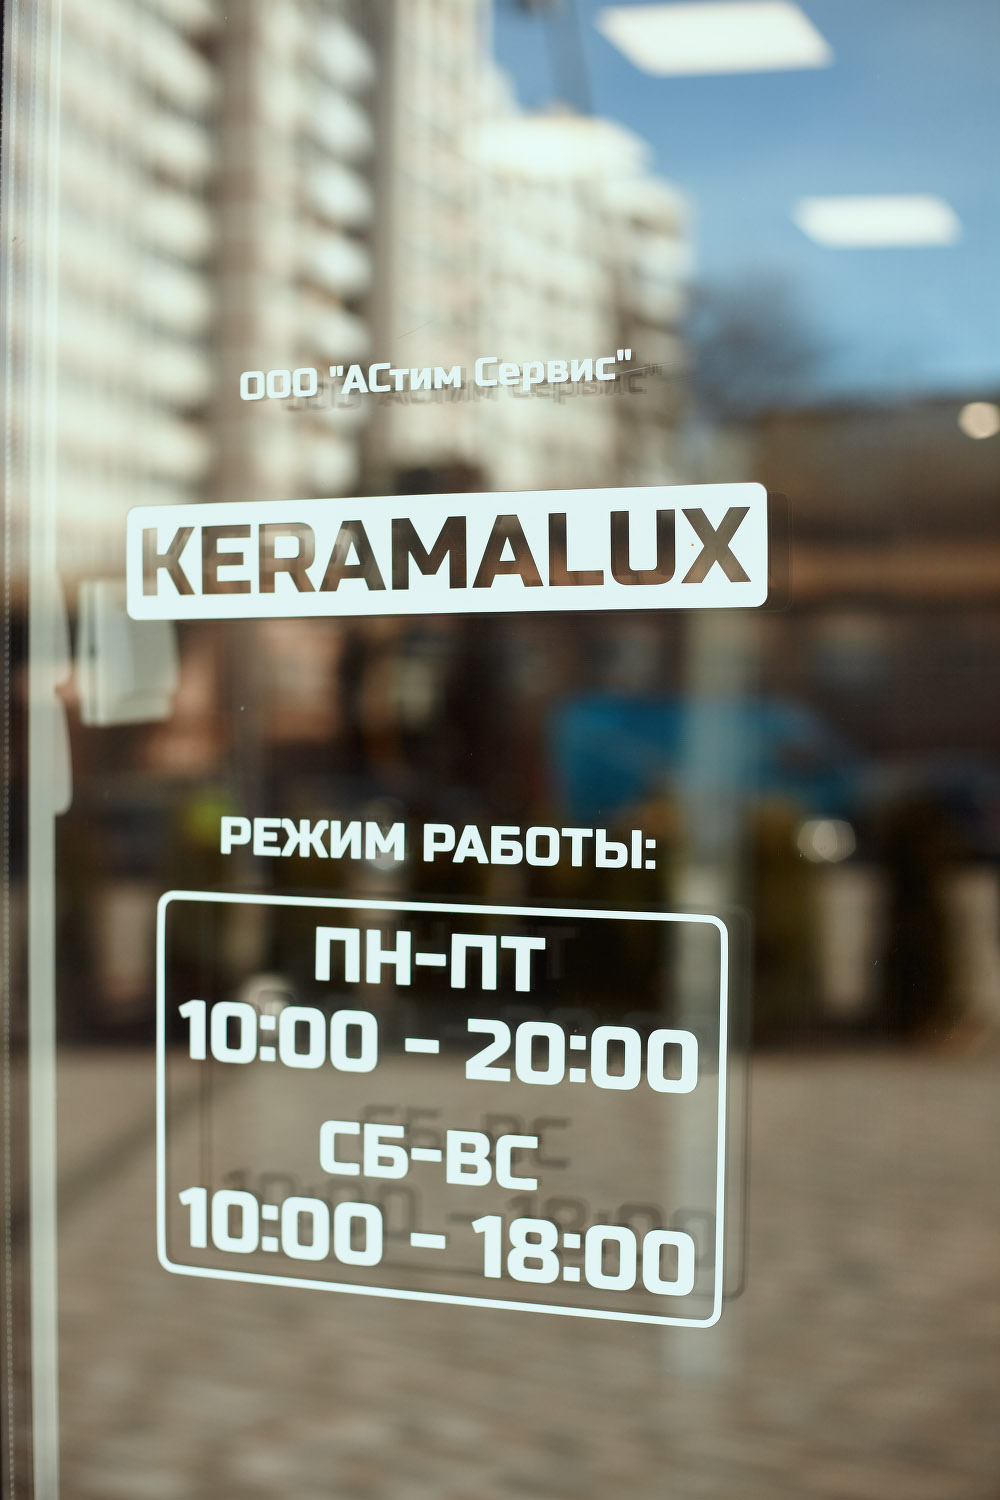 ООО "АСтим Сервис"
KERAMALUX
РЕЖИМ РАБОТЫ:
ПН-ПТ
10:00 - 20:00
СБ-ВС
10:00 - 18:00